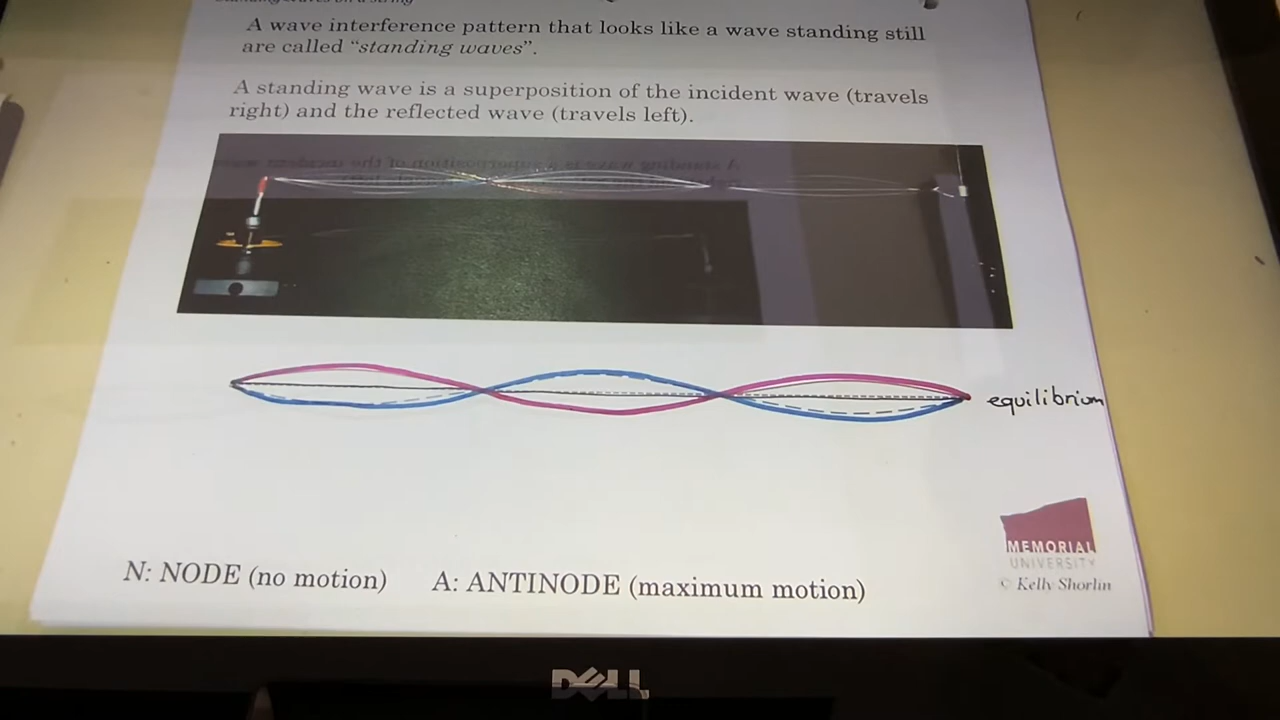 A wave interference pattern that looks like a wave standing still
are called “standing waves”.
A standing wave is a superposition of the incident wave (travels
right) and the reflected wave (travels left).
equilibrium
MEMORIAL
UNIVERSITY
© Kelly Shorlin
N: NODE (no motion) A: ANTINODE (maximum motion)
DELL